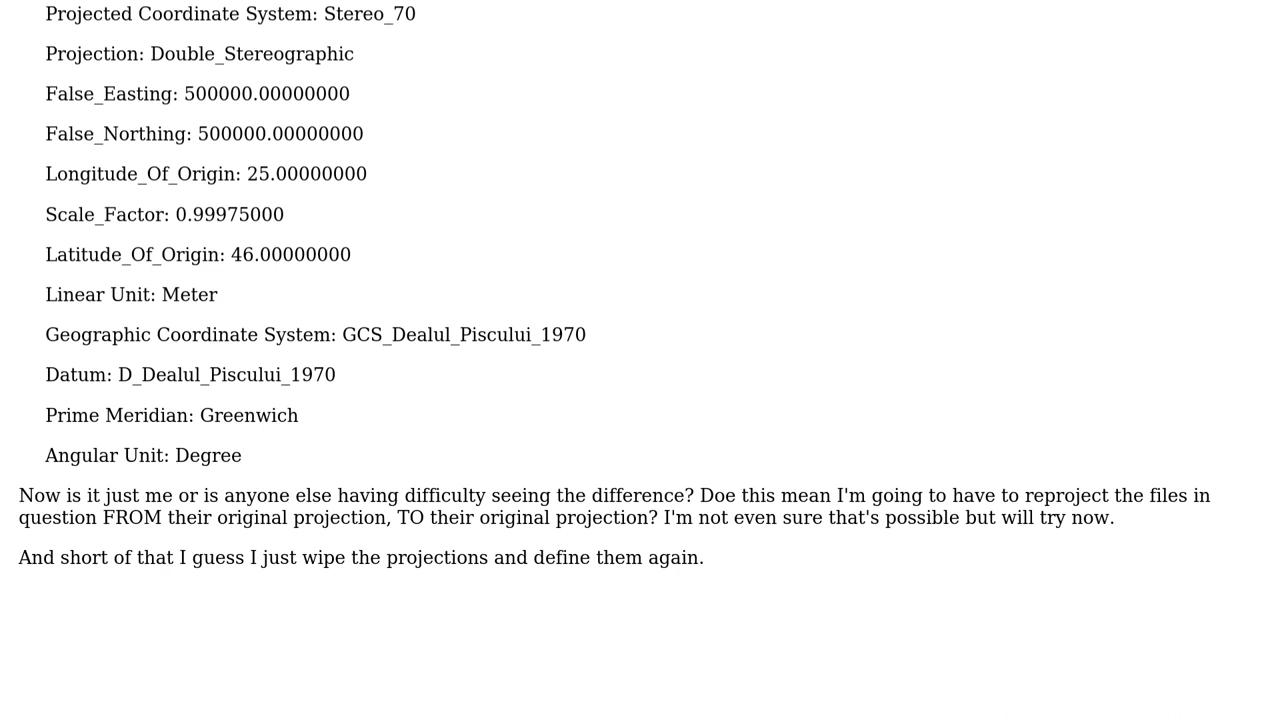 Projected Coordinate System: Stereo_70
Projection: Double_Stereographic
False_Easting: 500000.00000000
False_Northing: 500000.00000000
Longitude_Of_Origin: 25.00000000
Scale_Factor: 0.99975000
Latitude_Of_Origin: 46.00000000
Linear Unit: Meter
Geographic Coordinate System: GCS_Dealul_Piscului_1970
Datum: D_Dealul_Piscului_1970
Prime Meridian: Greenwich
Angular Unit: Degree
Now is it just me or is anyone else having difficulty seeing the difference? Doe this mean I'm going to have to reproject the files in
question FROM their original projection, TO their original projection? I'm not even sure that's possible but will try now.
And short of that I guess I just wipe the projections and define them again.